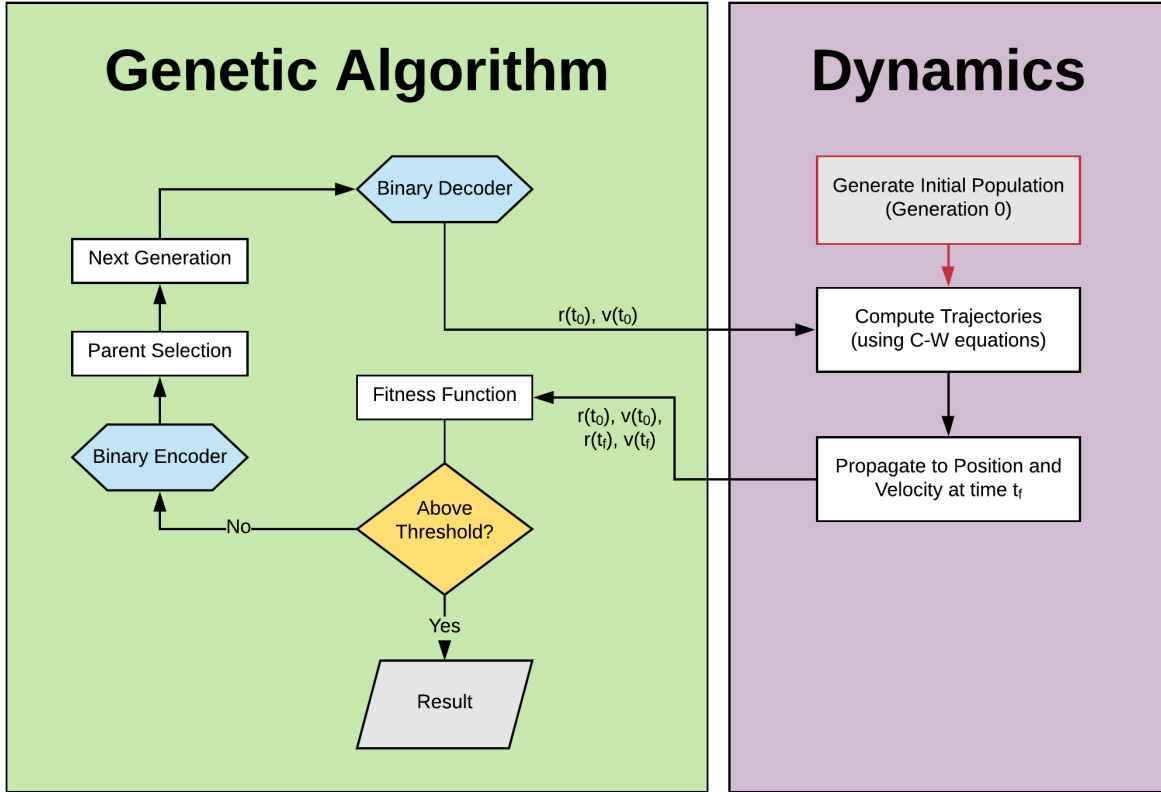 Genetic Algorithm
Dynamics
Binary Decoder
Generate Initial Population
(Generation 0)
Next Generation
r(t₀), v(t₀)
Compute Trajectories
(using C-W equations)
Parent Selection
Fitness Function
r(t₀), v(t₀),
r(t_f), v(t_f)
Binary Encoder
Propagate to Position and
Velocity at time t_f
Above
Threshold?
No
Yes
Result